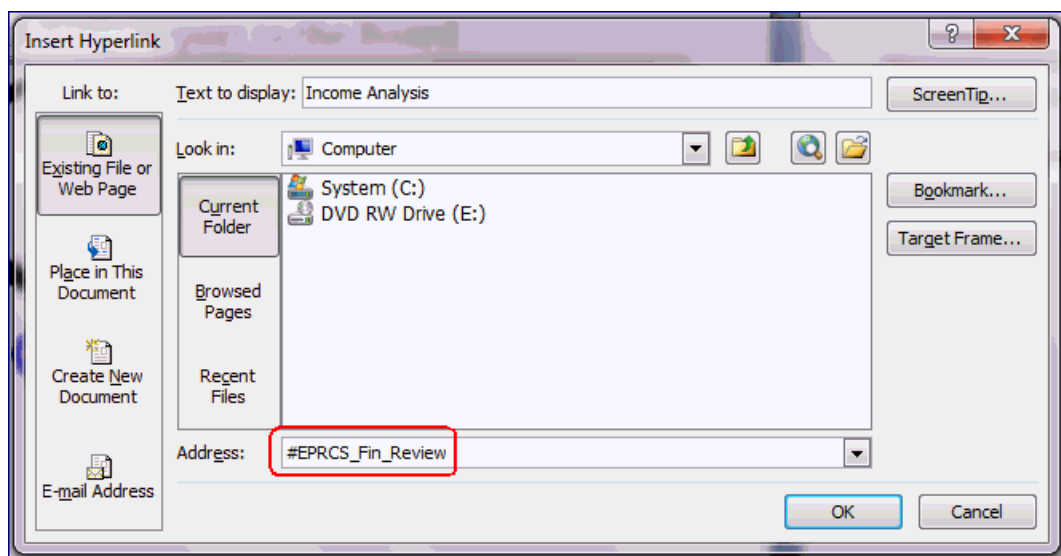 Insert Hyperlink
Link to:
Text to display: Income Analysis
ScreenTip...
Existing File or
Web Page
Look in: Computer
Current
Folder
System (C:)
DVD RW Drive (E:)
Bookmark...
Target Frame...
Place in This
Document
Browsed
Pages
Create New
Document
Recent
Files
Address: #EPRCS_Fin_Review
E-mail Address
OK
Cancel